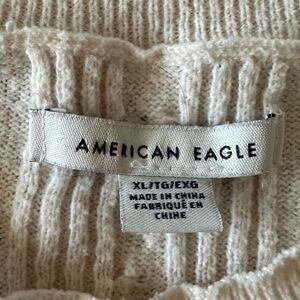 AMERICAN EAGLE
XL/TG/EXG
MADE IN CHINA
FABRIQUÉ EN
CHINE